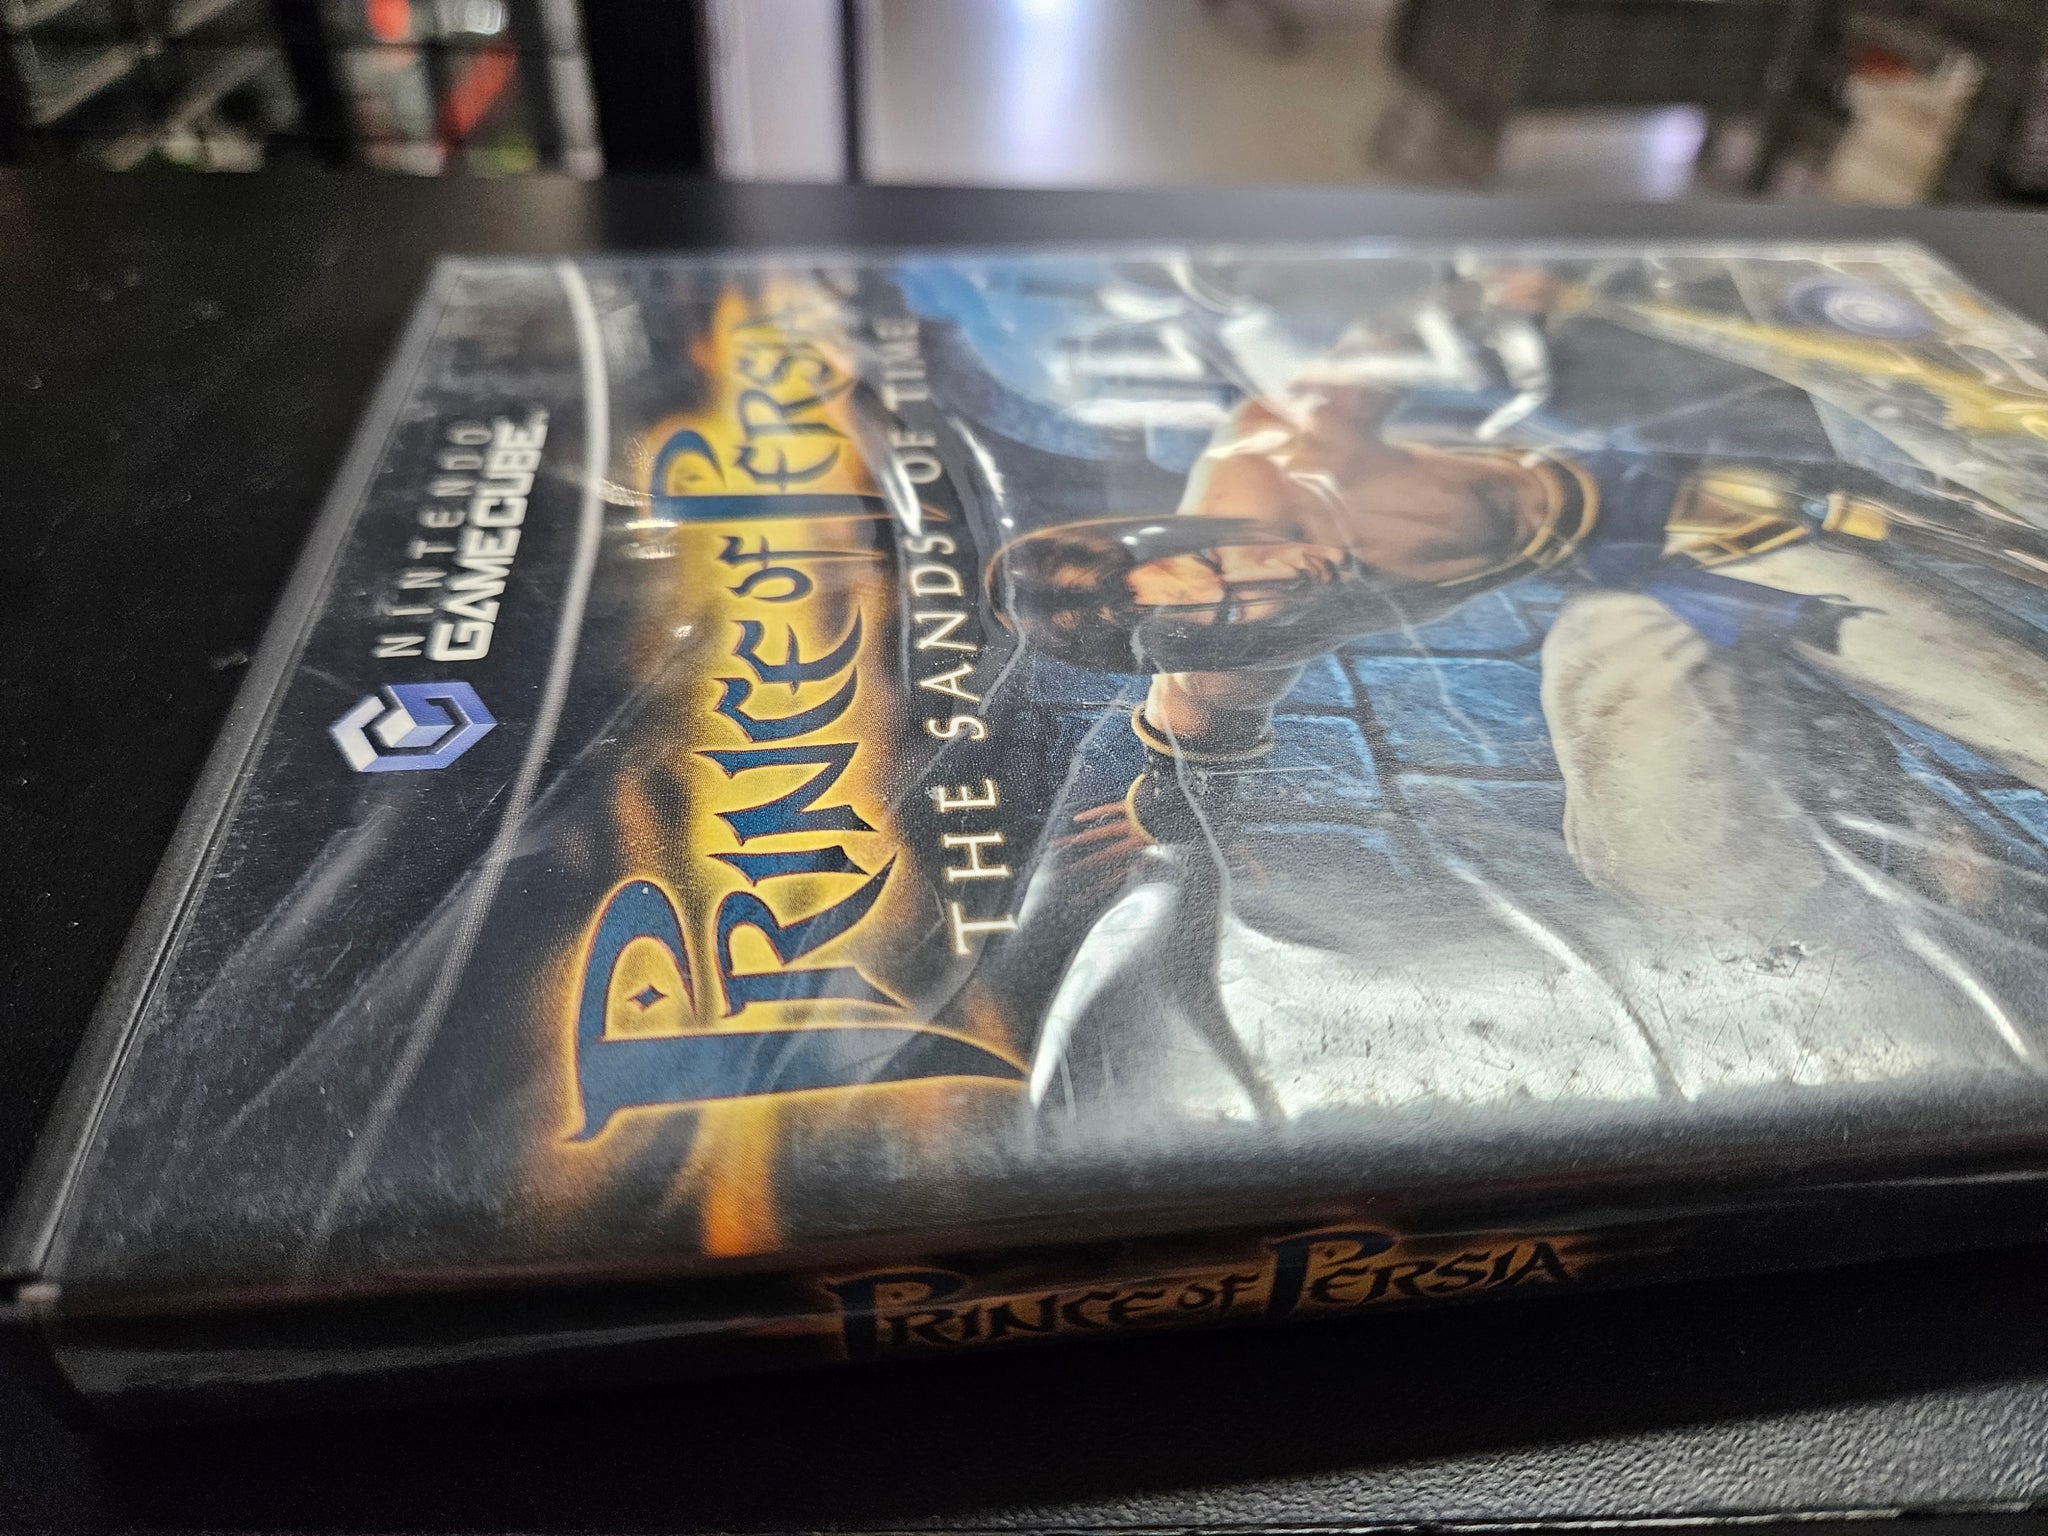 NINTENDO
GAMECUBE
PRINCE OF PERSIA
THE SANDS OF TIME
PRINCE OF PERSIA